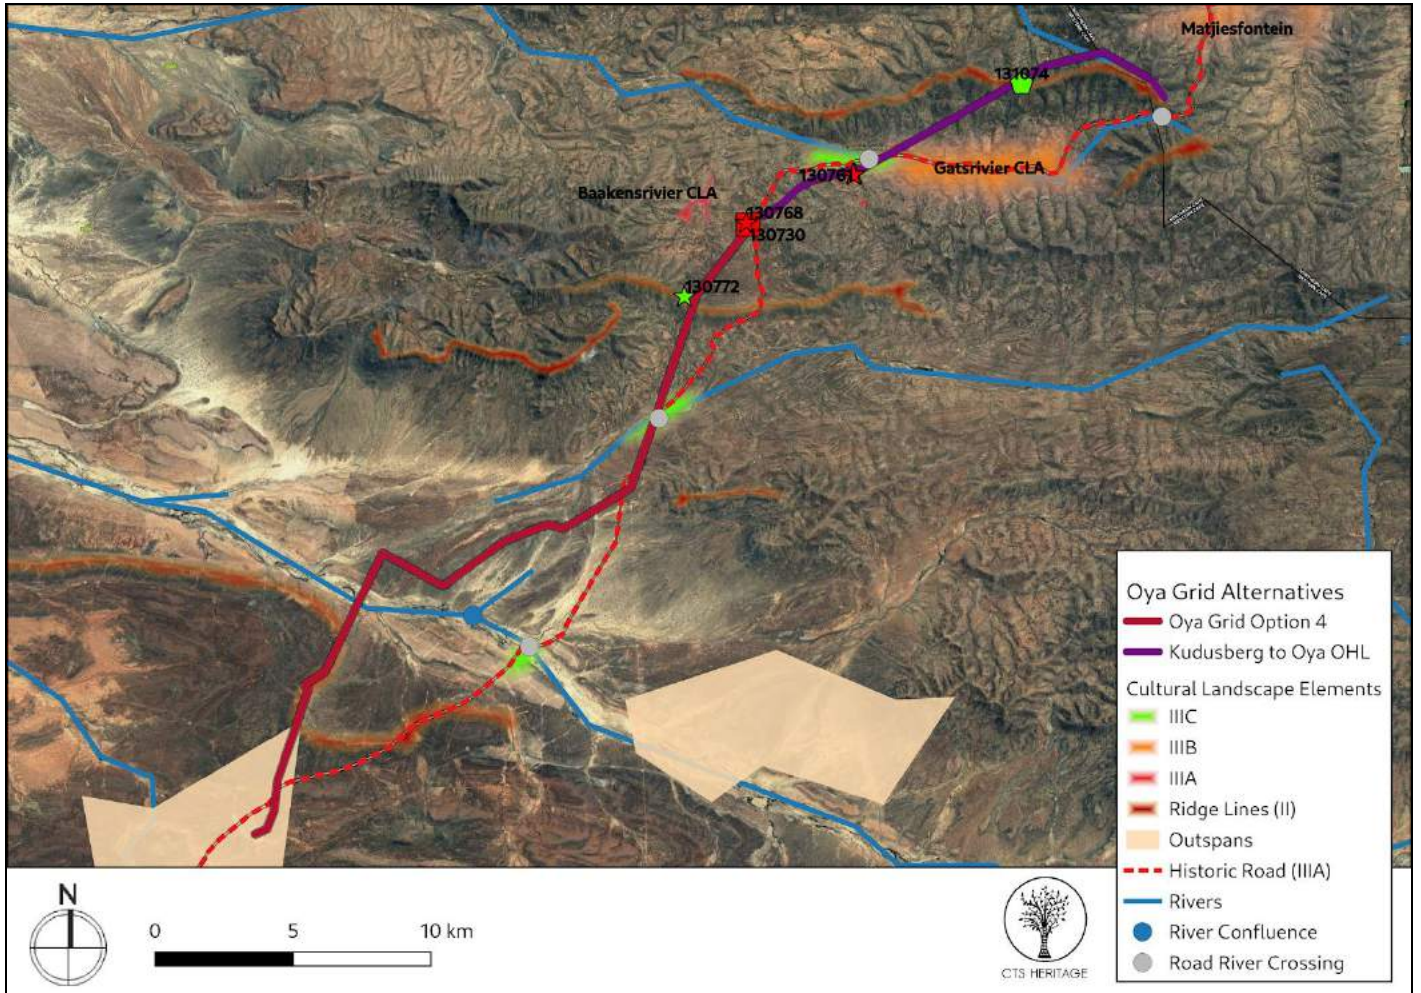 Matjiesfontein
131074
Gatsrivier CLA
130761
Baakensrivier CLA
130768
130730
130772
Oya Grid Alternatives
Oya Grid Option 4
Kudusberg to Oya OHL
Cultural Landscape Elements
IIIC
IIIB
IIIA
Ridge Lines (II)
Outspans
Historic Road (IIIA)
Rivers
River Confluence
Road River Crossing
N
0 5 10 km
CTS HERITAGE